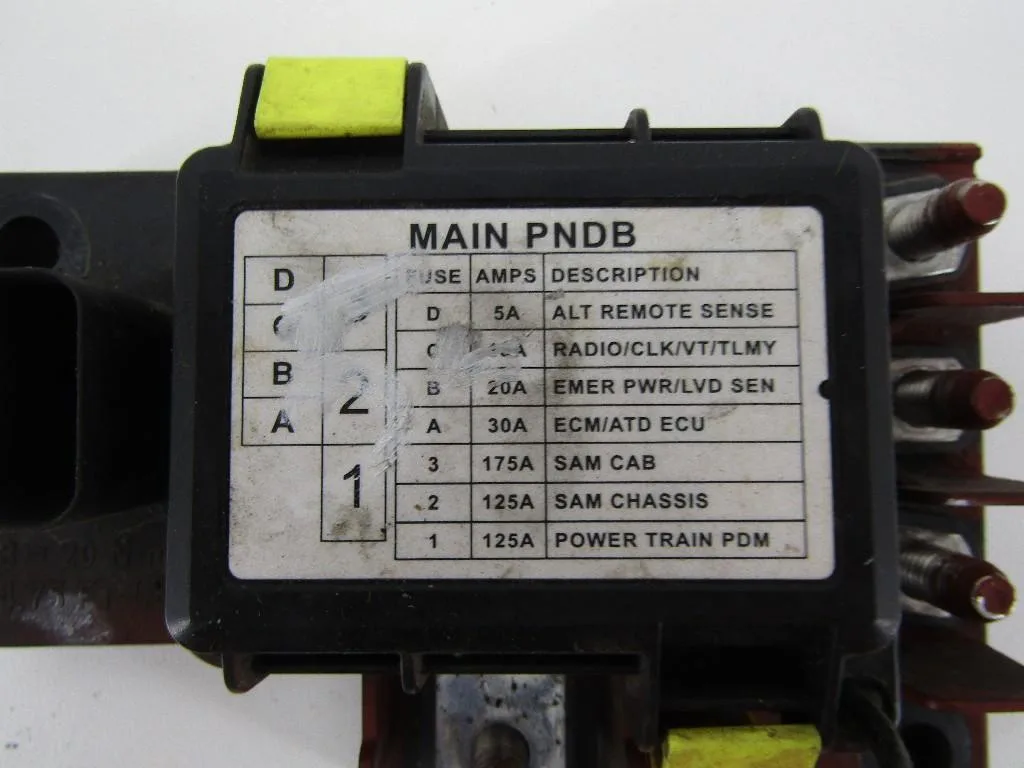 MAIN PNDB
D
B
2
A
1
FUSE AMPS DESCRIPTION
D 5A ALT REMOTE SENSE
C RADIO/CLK/VT/TLMY
B 20A EMER PWR/LVD SEN
A 30A ECM/ATD ECU
3 175A SAM CAB
2 125A SAM CHASSIS
1 125A POWER TRAIN PDM